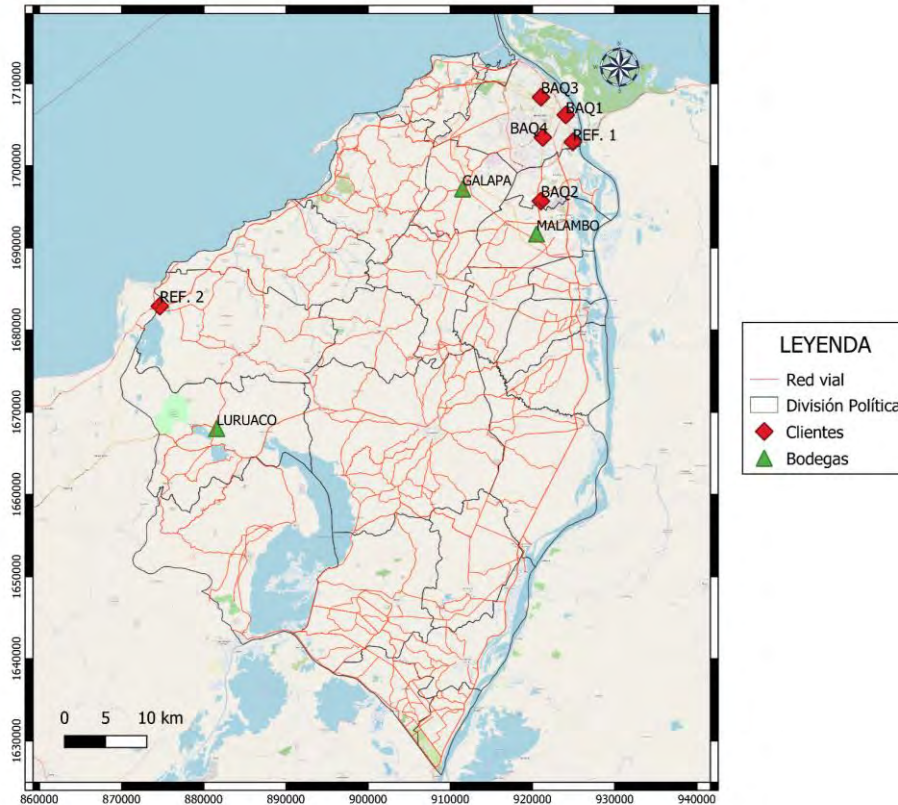 BAQ3
BAQ1
BAQ4
REF. 1
GALAPA
BAQ2
MALAMBO
REF. 2
LURUACO
1710000
1700000
1690000
1680000
1670000
1660000
1650000
1640000
1630000
0 5 10 km
860000 870000 880000 890000 900000 910000 920000 930000 940000
LEYENDA
Red vial
División Política
Clientes
Bodegas